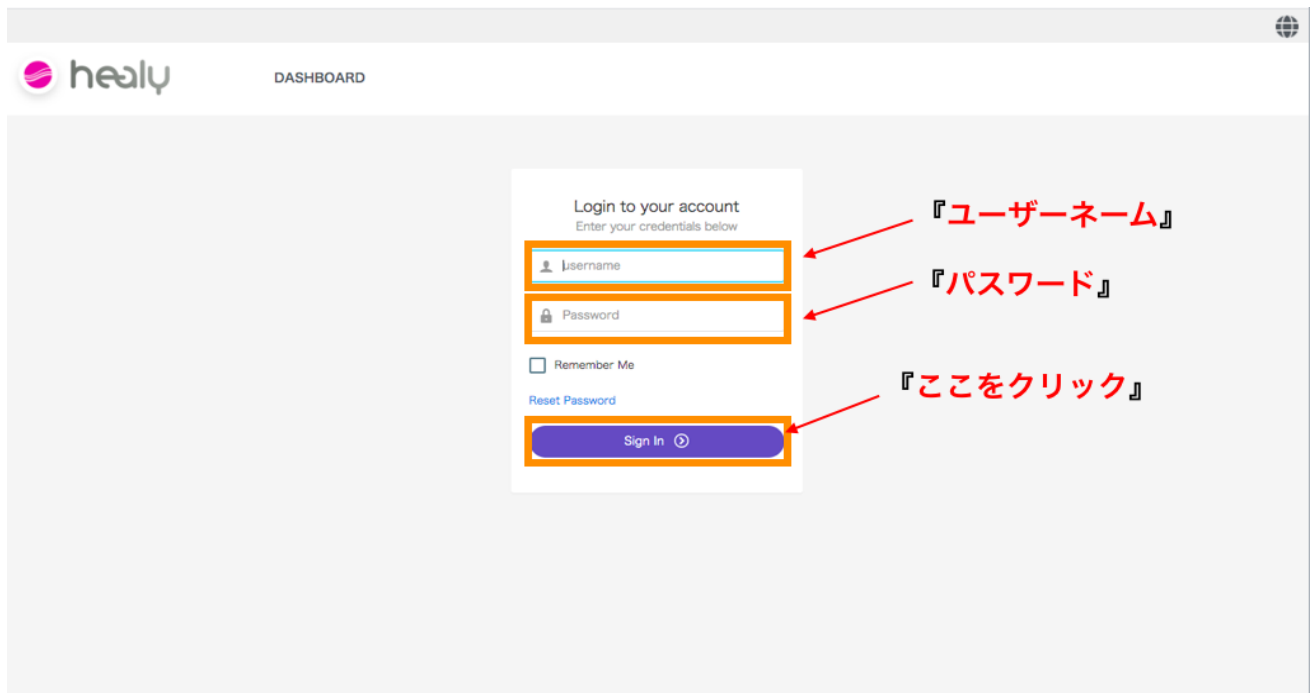 healy
DASHBOARD
Login to your account
Enter your credentials below
username
『ユーザーネーム』
Password
『パスワード』
Remember Me
Reset Password
Sign In
『ここをクリック』